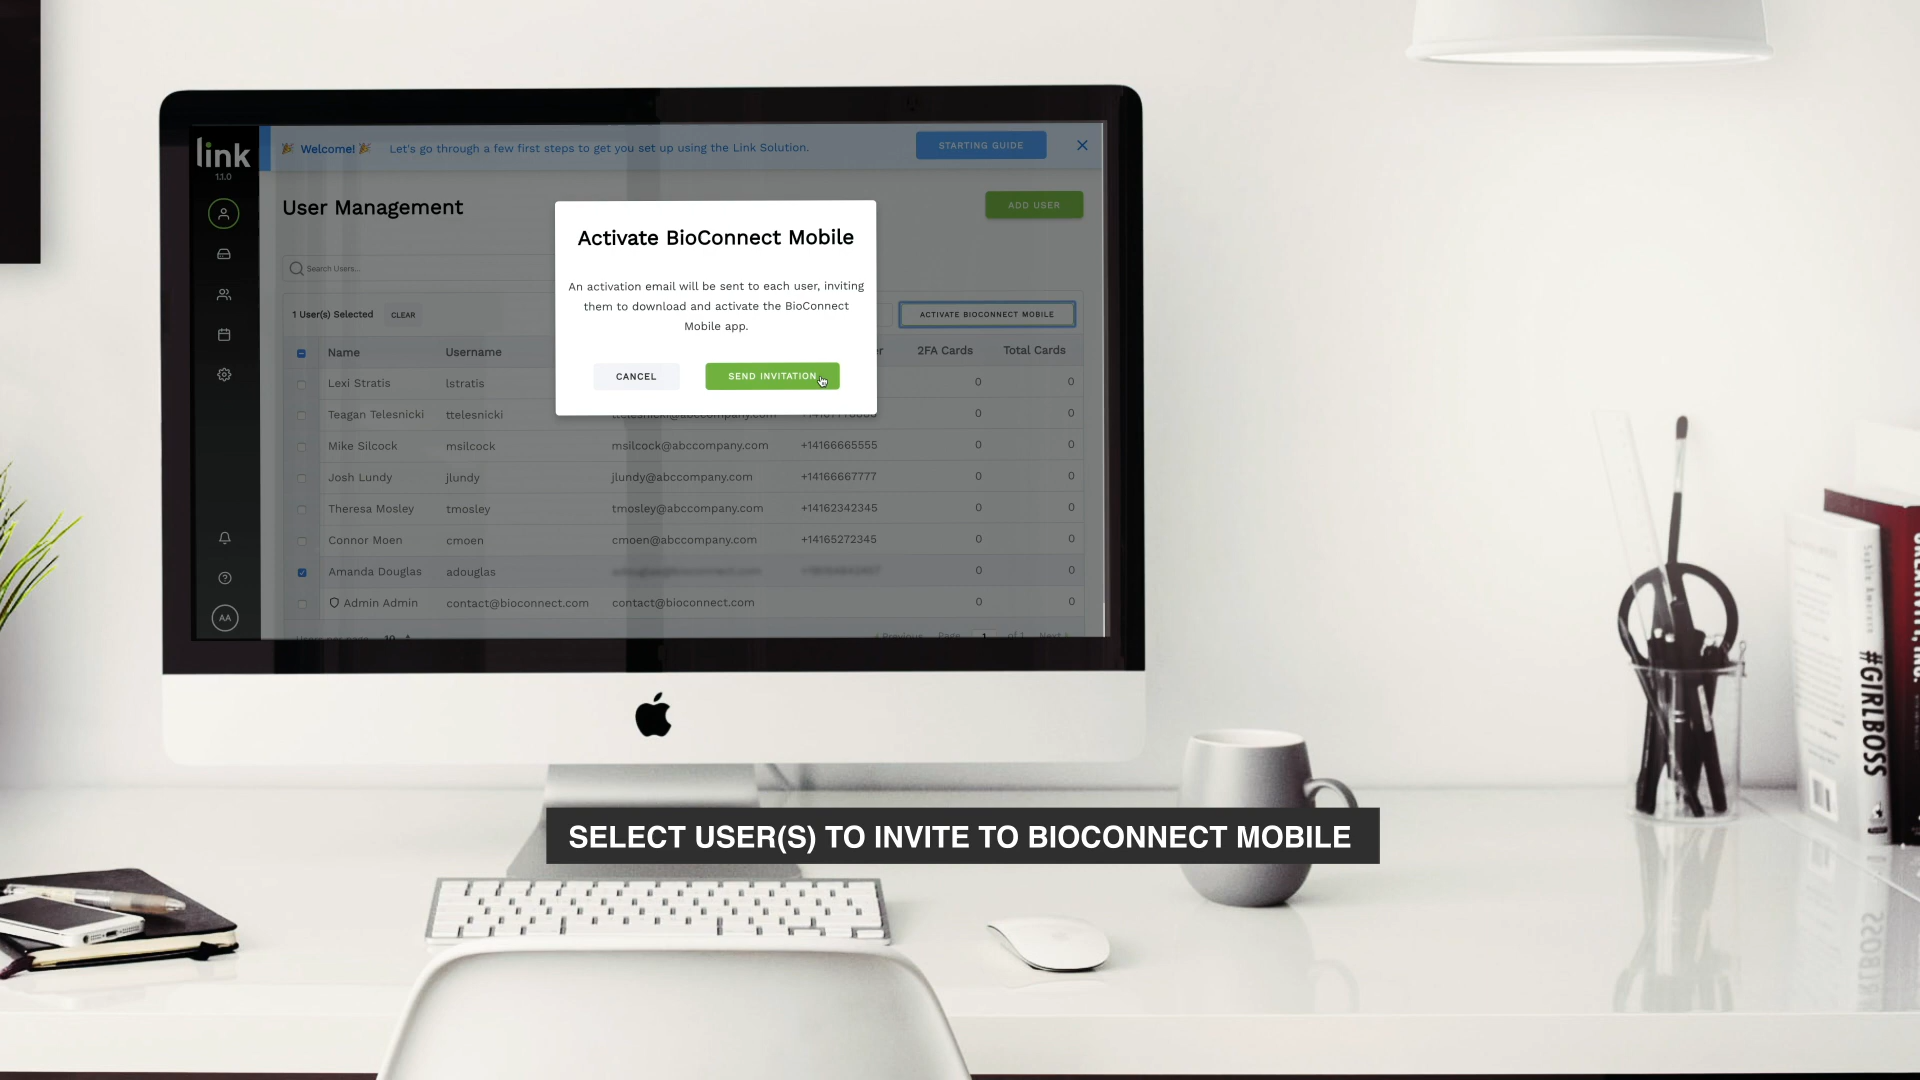 link
1.1.0
🎉 Welcome! 🎉 Let's go through a few first steps to get you set up using the Link Solution.
STARTING GUIDE
User Management
ADD USER
Search Users...
1 User(s) Selected
CLEAR
ACTIVATE BIOCONNECT MOBILE
Activate BioConnect Mobile
An activation email will be sent to each user, inviting
them to download and activate the BioConnect
Mobile app.
CANCEL
SEND INVITATION
Name Username 2FA Cards Total Cards
Lexi Stratis lstratis 0 0
Teagan Telesnicki ttelesnicki 0 0
Mike Silcock msilcock msilcock@abccompany.com +14166665555 0 0
Josh Lundy jlundy jlundy@abccompany.com +14166667777 0 0
Theresa Mosley tmosley tmosley@abccompany.com +14162342345 0 0
Connor Moen cmoen cmoen@abccompany.com +14165272345 0 0
Amanda Douglas adouglas 0 0
Admin Admin contact@bioconnect.com contact@bioconnect.com 0 0
10 Previous Page 1 of 1 Next
AA
SELECT USER(S) TO INVITE TO BIOCONNECT MOBILE
#GIRLBOSS